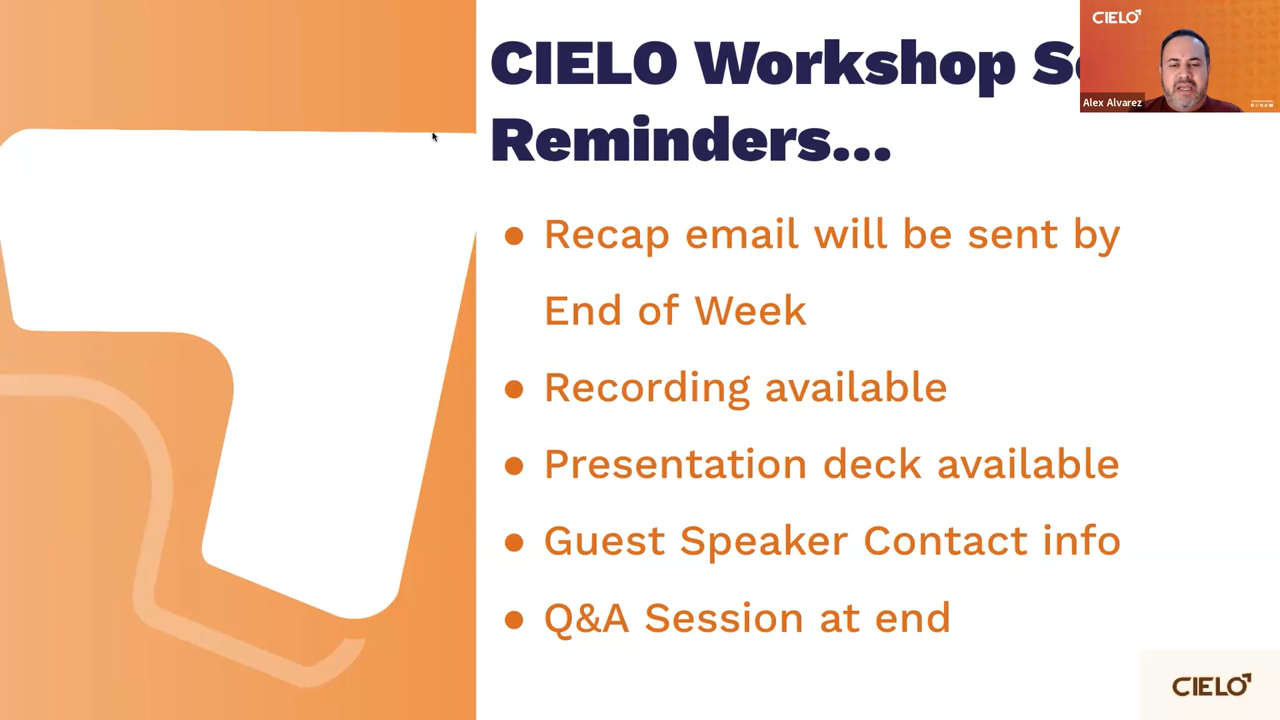 CIELO Workshop
Reminders...
● Recap email will be sent by
End of Week
● Recording available
● Presentation deck available
● Guest Speaker Contact info
● Q&A Session at end
CIELO
Alex Alvarez
CIELO